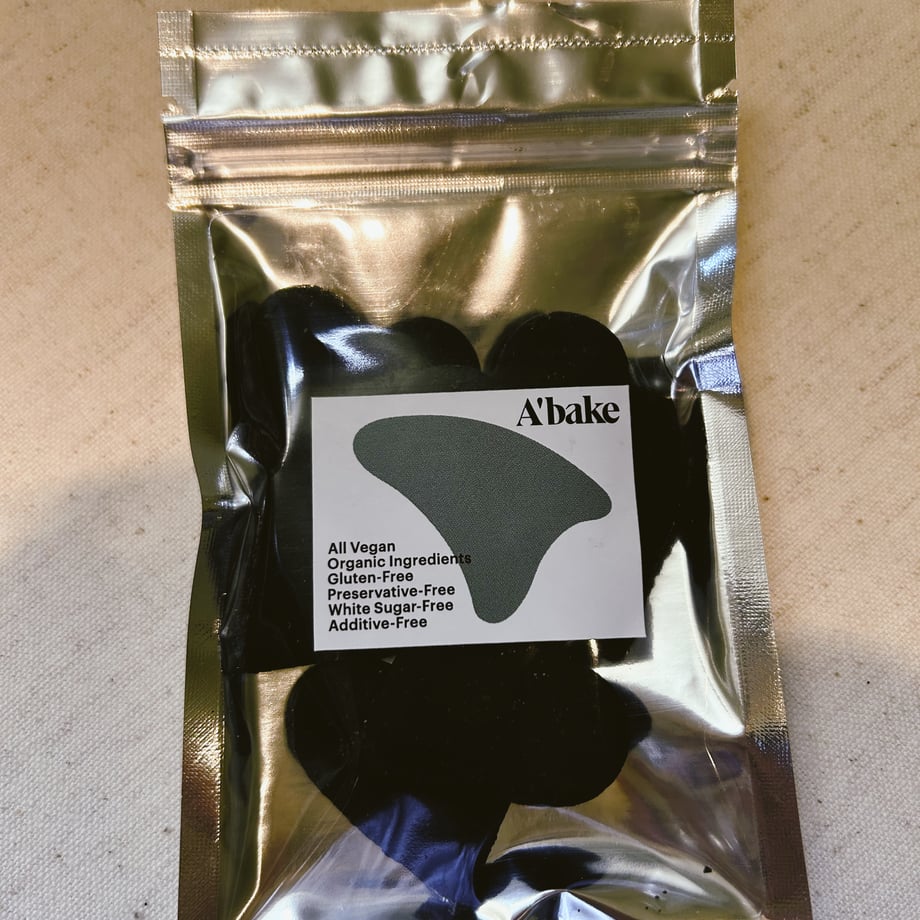 A'bake
All Vegan
Organic Ingredients
Gluten-Free
Preservative-Free
White Sugar-Free
Additive-Free